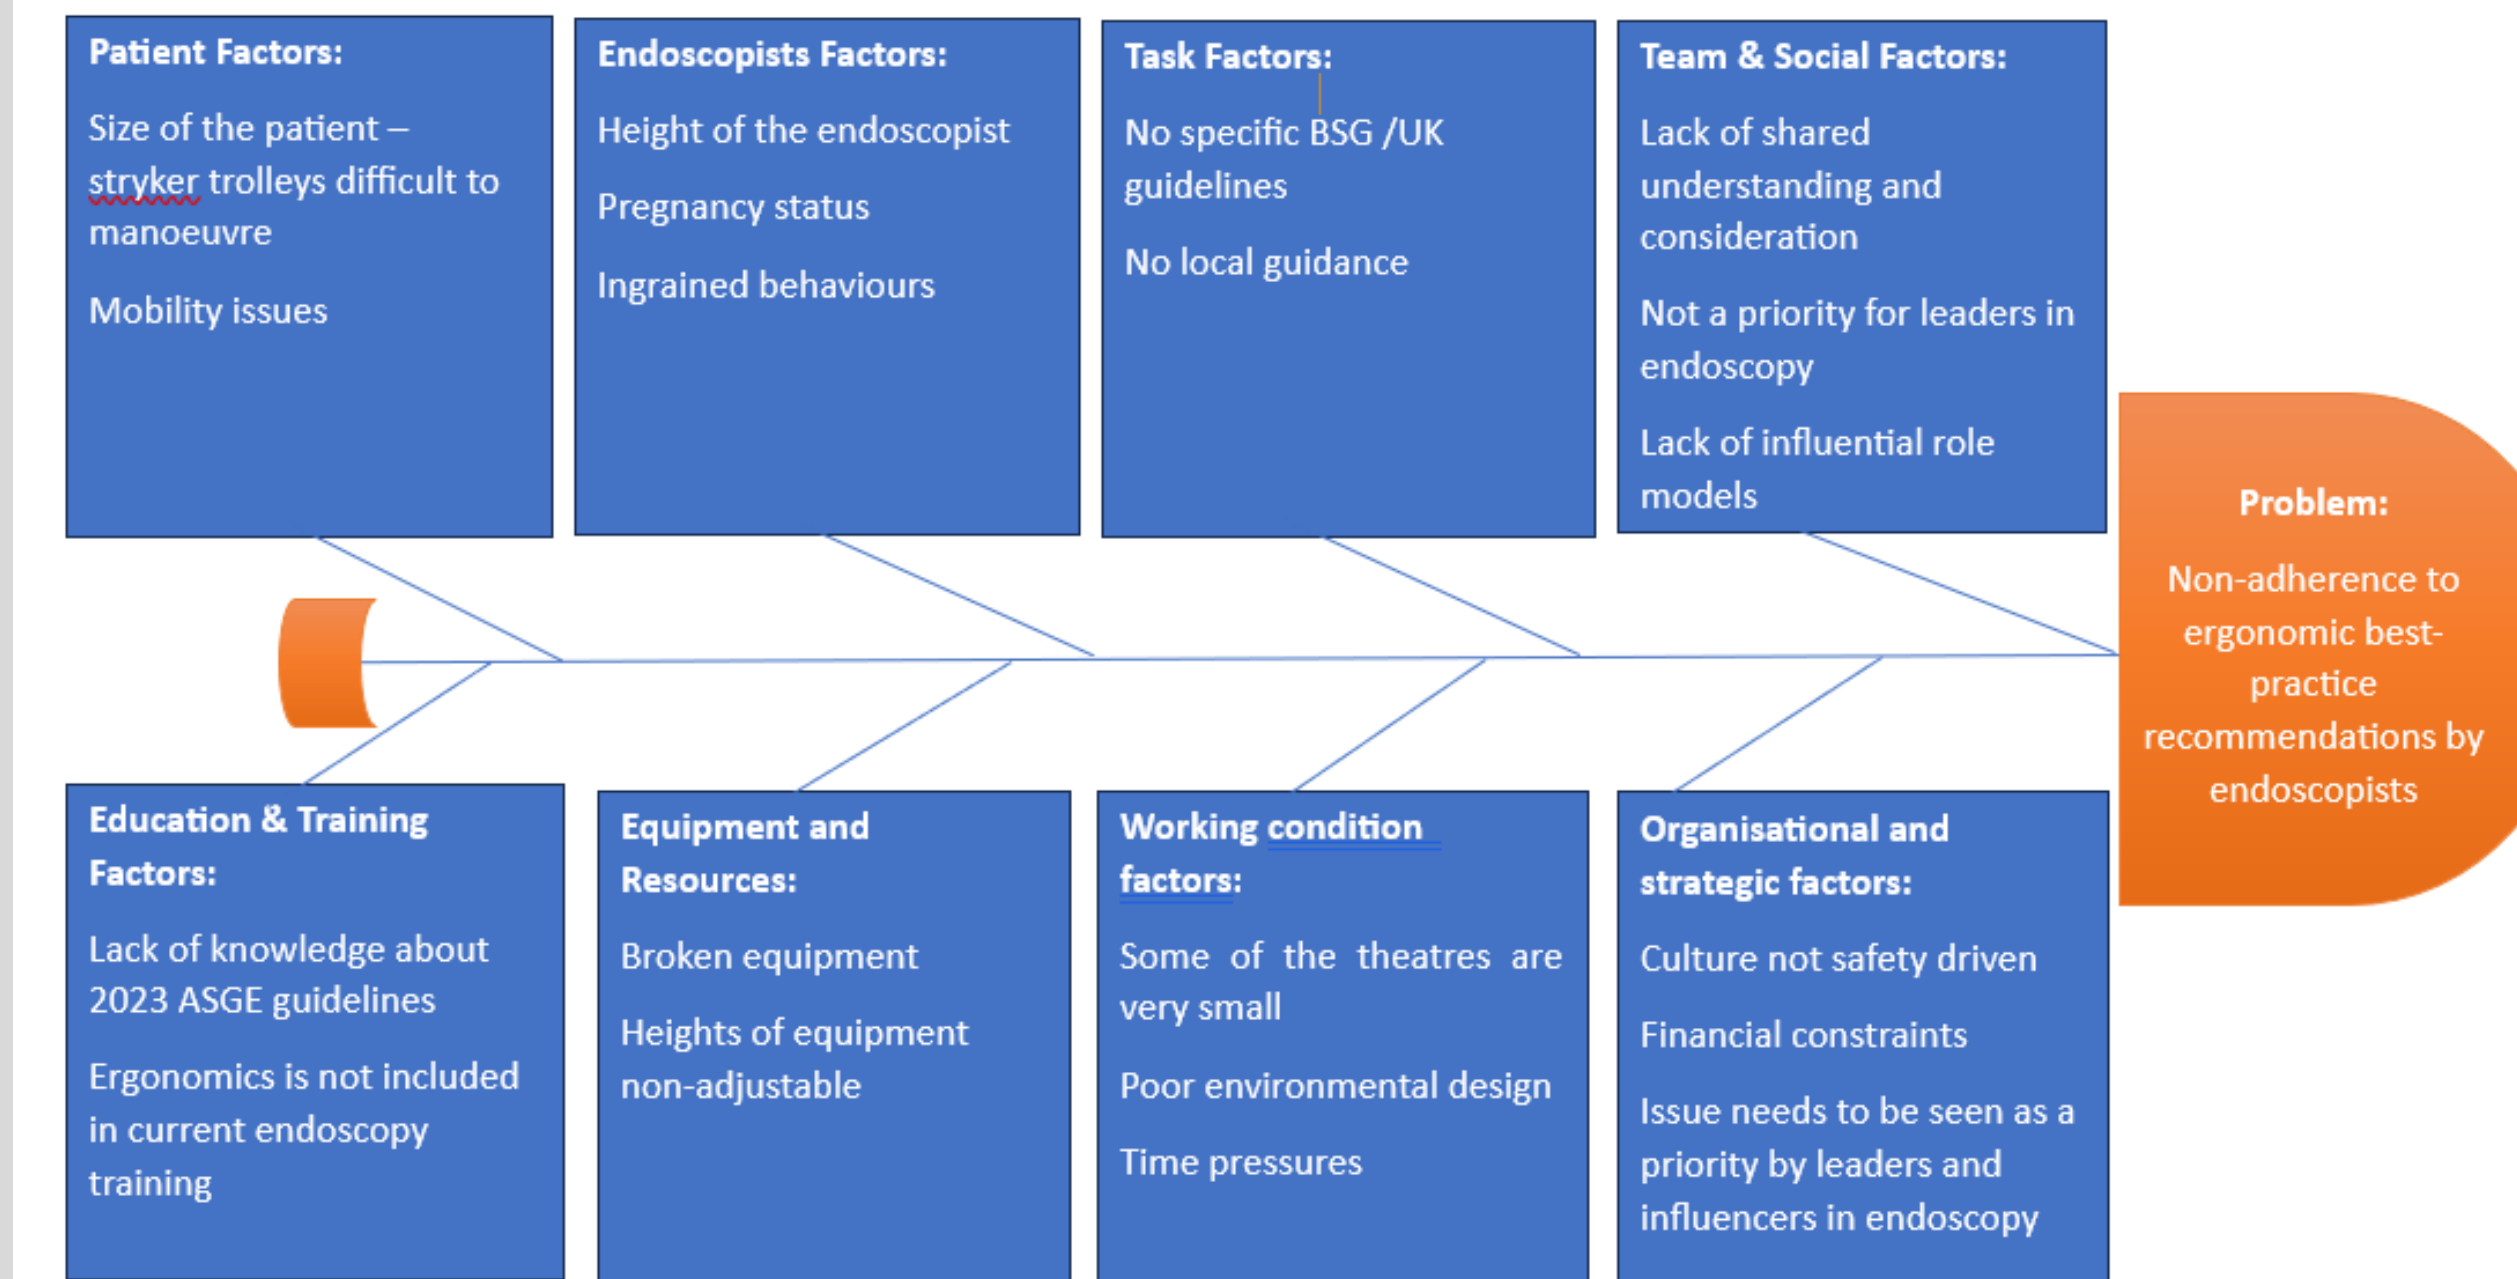 Patient Factors:
Size of the patient –
stryker trolleys difficult to
manoeuvre
Mobility issues
Endoscopists Factors:
Height of the endoscopist
Pregnancy status
Ingrained behaviours
Task Factors:
No specific BSG /UK
guidelines
No local guidance
Team & Social Factors:
Lack of shared
understanding and
consideration
Not a priority for leaders in
endoscopy
Lack of influential role
models
Problem:
Non-adherence to
ergonomic best-
practice
recommendations by
endoscopists
Education & Training
Factors:
Lack of knowledge about
2023 ASGE guidelines
Ergonomics is not included
in current endoscopy
training
Equipment and
Resources:
Broken equipment
Heights of equipment
non-adjustable
Working condition
factors:
Some of the theatres are
very small
Poor environmental design
Time pressures
Organisational and
strategic factors:
Culture not safety driven
Financial constraints
Issue needs to be seen as a
priority by leaders and
influencers in endoscopy